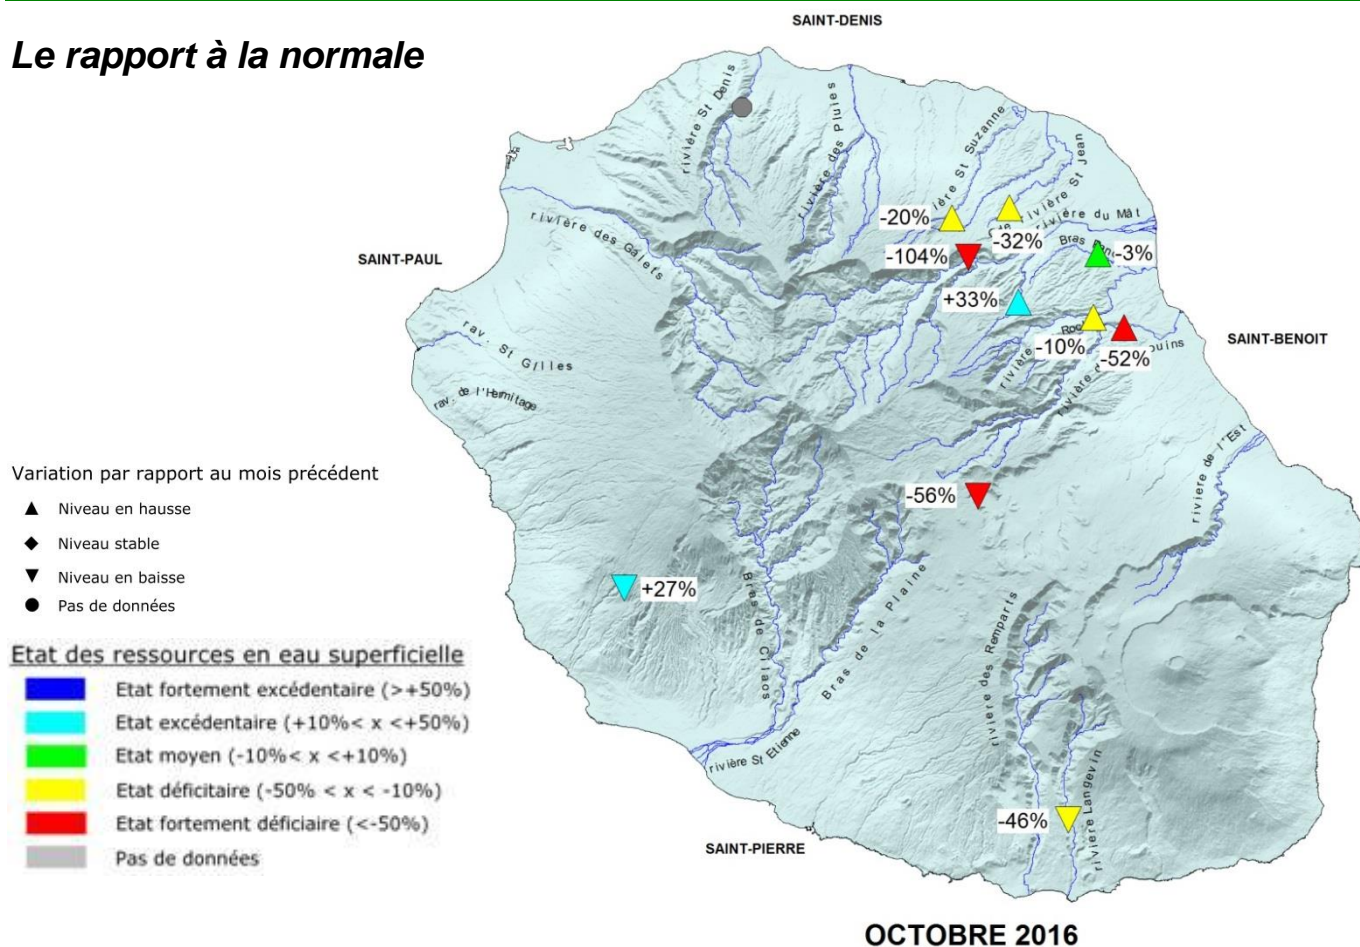 SAINT-DENIS
Le rapport à la normale
rivière St Denis
rivière des Pluies
St Suzanne
rivière St Jean
rivière du Mât
rivière des Galets
-20%
-32%
-104%
Bras
-3%
SAINT-PAUL
+33%
rav. St Gilles
-10%
-52%
SAINT-BENOIT
rivière
rivière
rav. de l'Hermitage
rivière de l'Est
Variation par rapport au mois précédent
Niveau en hausse
-56%
Niveau stable
Niveau en baisse
+27%
Pas de données
Bras de Cilaos
Bras de la Plaine
rivière des Remparts
Etat des ressources en eau superficielle
Etat fortement excédentaire (>+50%)
Etat excédentaire (+10%< x <+50%)
Etat moyen (-10%< x <+10%)
rivière St Etienne
rivière Langevin
Etat déficitaire (-50% < x < -10%)
Etat fortement déficiaire (<-50%)
-46%
Pas de données
SAINT-PIERRE
OCTOBRE 2016